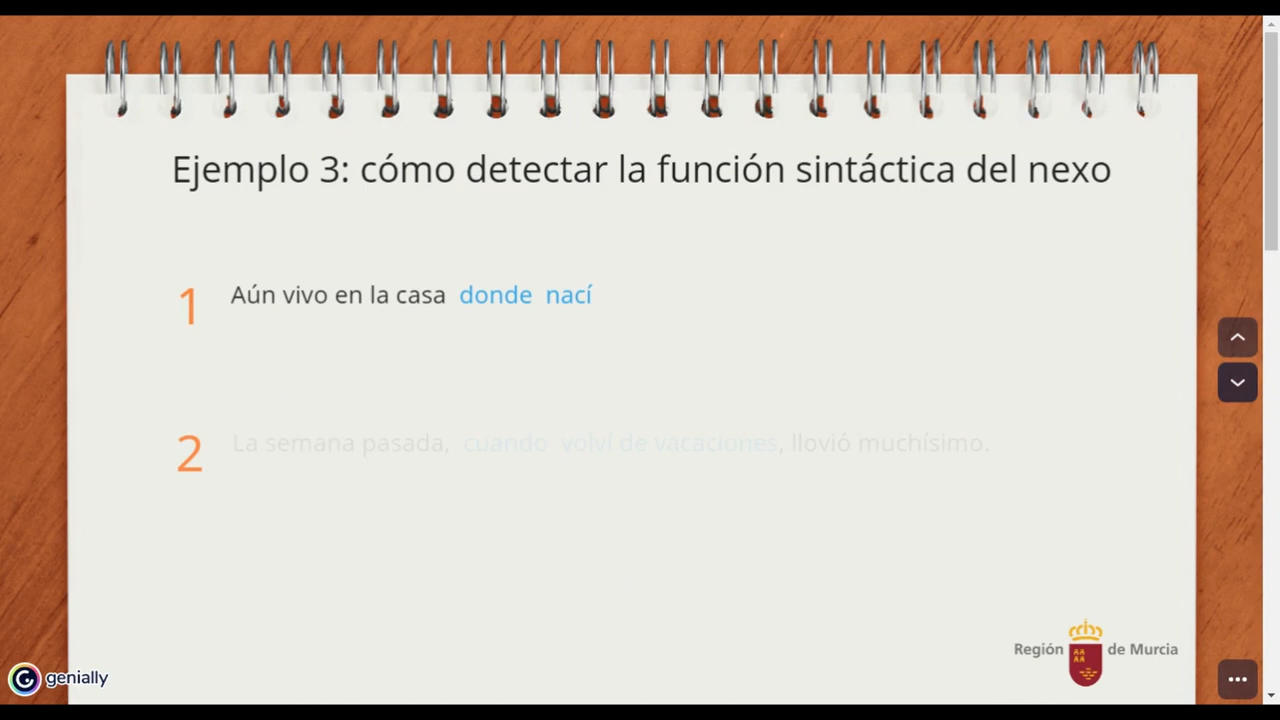 Ejemplo 3: cómo detectar la función sintáctica del nexo
1 Aún vivo en la casa donde nací
2 La semana pasada, cuando volví de vacaciones, llovió muchísimo.
Región de Murcia
genially